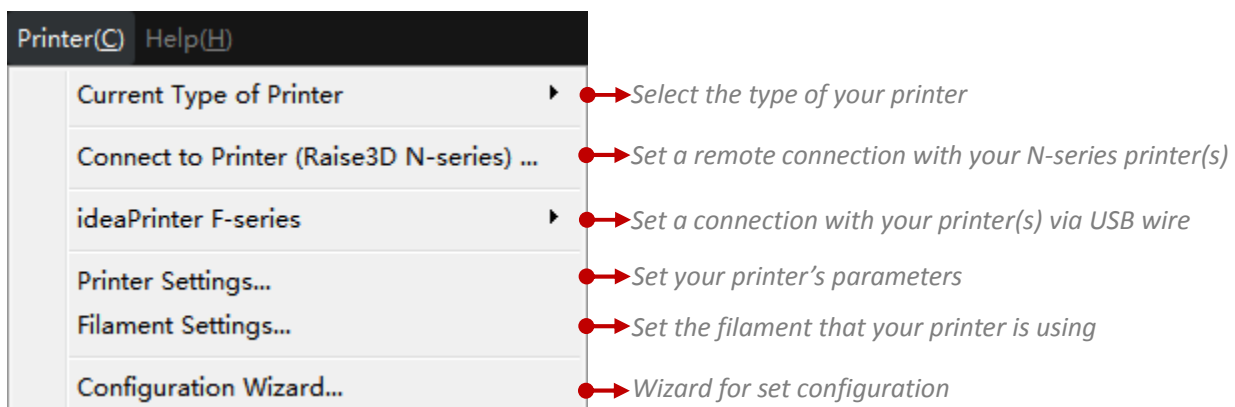 Printer(C) Help(H)
Current Type of Printer Select the type of your printer
Connect to Printer (Raise3D N-series) ... Set a remote connection with your N-series printer(s)
ideaPrinter F-series Set a connection with your printer(s) via USB wire
Printer Settings... Set your printer’s parameters
Filament Settings... Set the filament that your printer is using
Configuration Wizard... Wizard for set configuration